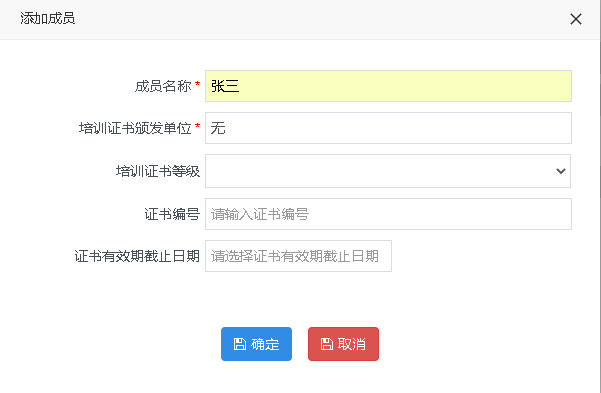 添加成员
成员名称 * 张三
培训证书颁发单位 * 无
培训证书等级
证书编号 请输入证书编号
证书有效期截止日期 请选择证书有效期截止日期
确定 取消